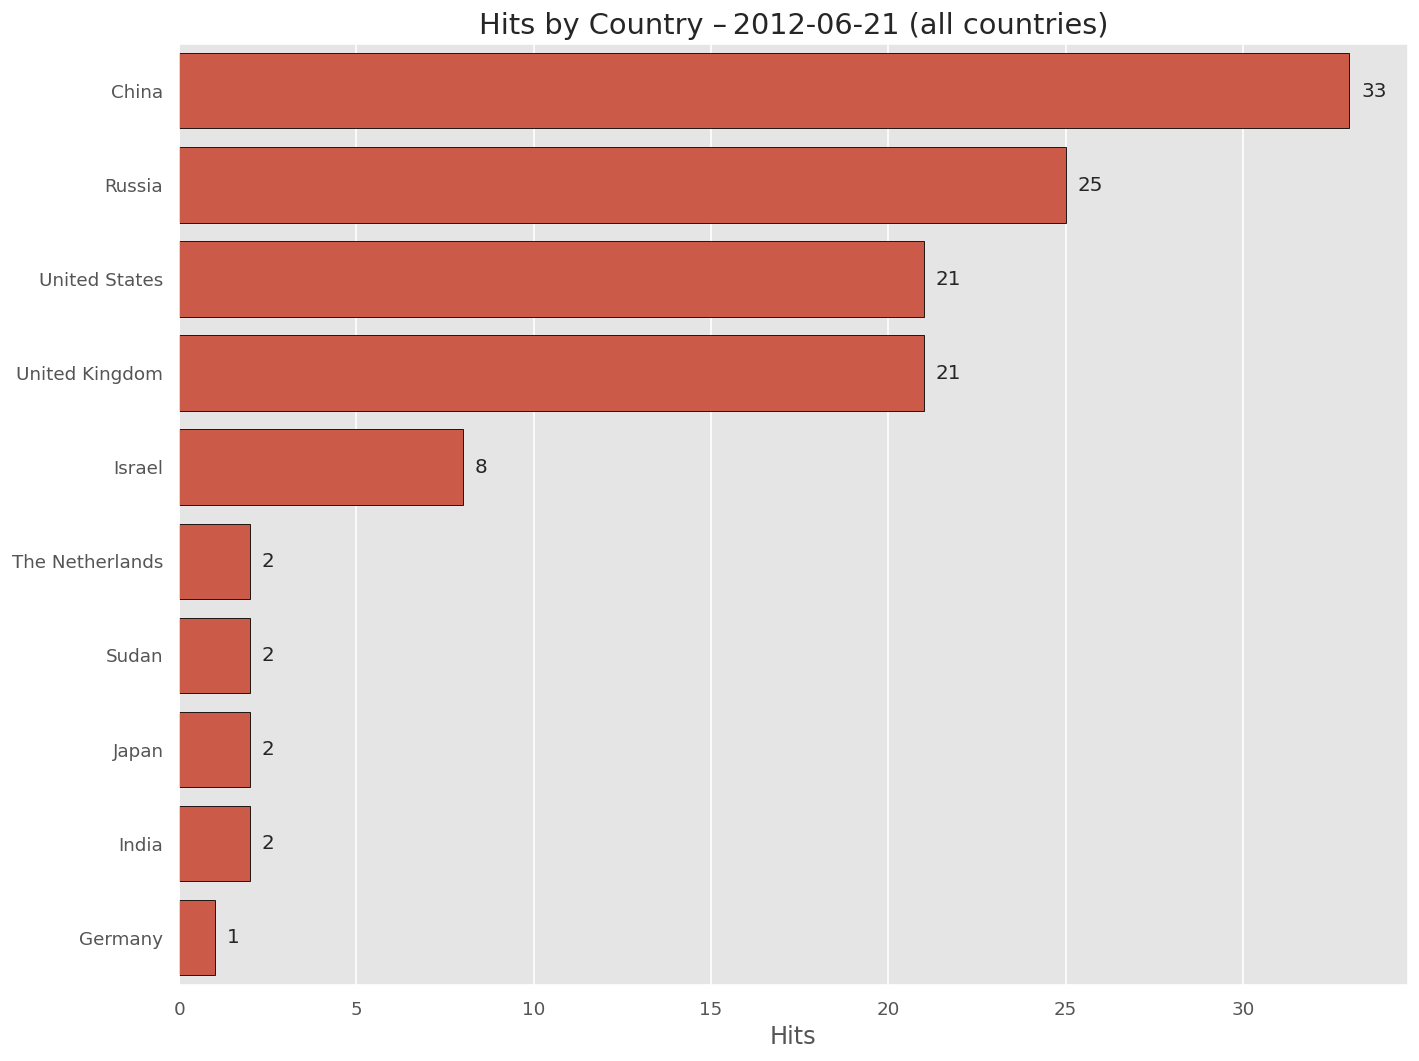 Hits by Country – 2012-06-21 (all countries)
China 33
Russia 25
United States 21
United Kingdom 21
Israel 8
The Netherlands 2
Sudan 2
Japan 2
India 2
Germany 1
0 5 10 15 20 25 30
Hits